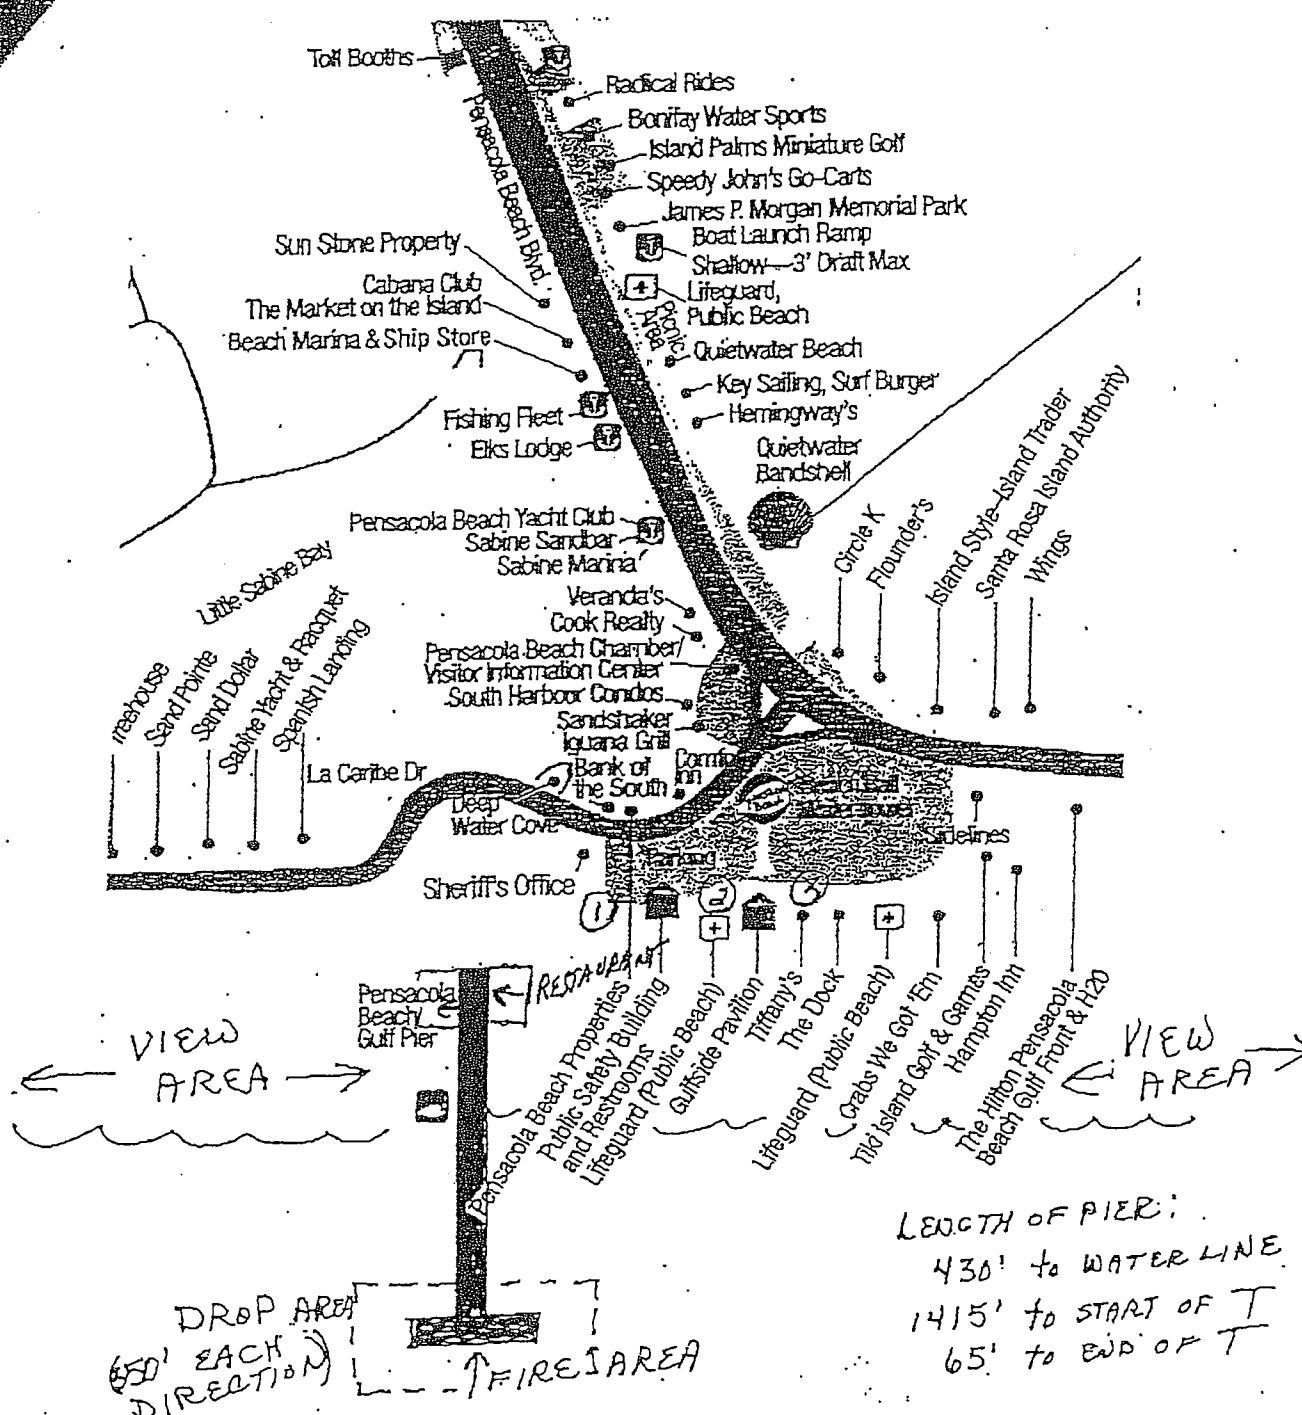 Toll Booths
Radical Rides
Bonifay Water Sports
Island Palms Miniature Golf
Speedy John's Go-Carts
James P. Morgan Memorial Park
Boat Launch Ramp
Shallow—3' Draft Max
Lifeguard,
Public Beach
Pensacola Beach Blvd.
Picnic
Area
Sun Stone Property
Cabana Club
The Market on the Island
Beach Marina & Ship Store
Quietwater Beach
Key Sailing, Surf Burger
Hemingway's
Fishing Fleet
Elks Lodge
Quietwater
Bandshell
Pensacola Beach Yacht Club
Sabine Sandbar
Sabine Marina
Circle K
Flounder's
Island Style-Island Trader
Santa Rosa Island Authority
Wings
Little Sabine Bay
Veranda's
Cook Realty
Pensacola Beach Chamber/
Visitor Information Center
South Harbour Condos
Sandshaker
Iguana Grill
reehouse
Sand Pointe
Sand Dollar
Sabine Yacht & Racquet
Spanish Landing
La Caribe Dr
Bank of
the South
Comfort
Inn
Deep
Water Cove
Sidelines
Parking
Sheriff's Office
1
2
3
Pensacola
Beach/
Gulf Pier
RESTAURANT
Pensacola Beach Properties
Public Safety Building
and Restrooms
Lifeguard (Public Beach)
Gulfside Pavilion
Tiffany's
The Dock
Lifeguard (Public Beach)
Crabs We Got 'Em
Tiki Island Golf & Games
Hampton Inn
The Hilton Pensacola
Beach Gulf Front & H2O
VIEW
AREA
VIEW
AREA
LENGTH OF PIER:
430' to WATER LINE
1415' to START OF T
65' to END OF T
DROP AREA
(650' EACH
DIRECTION)
FIRE AREA